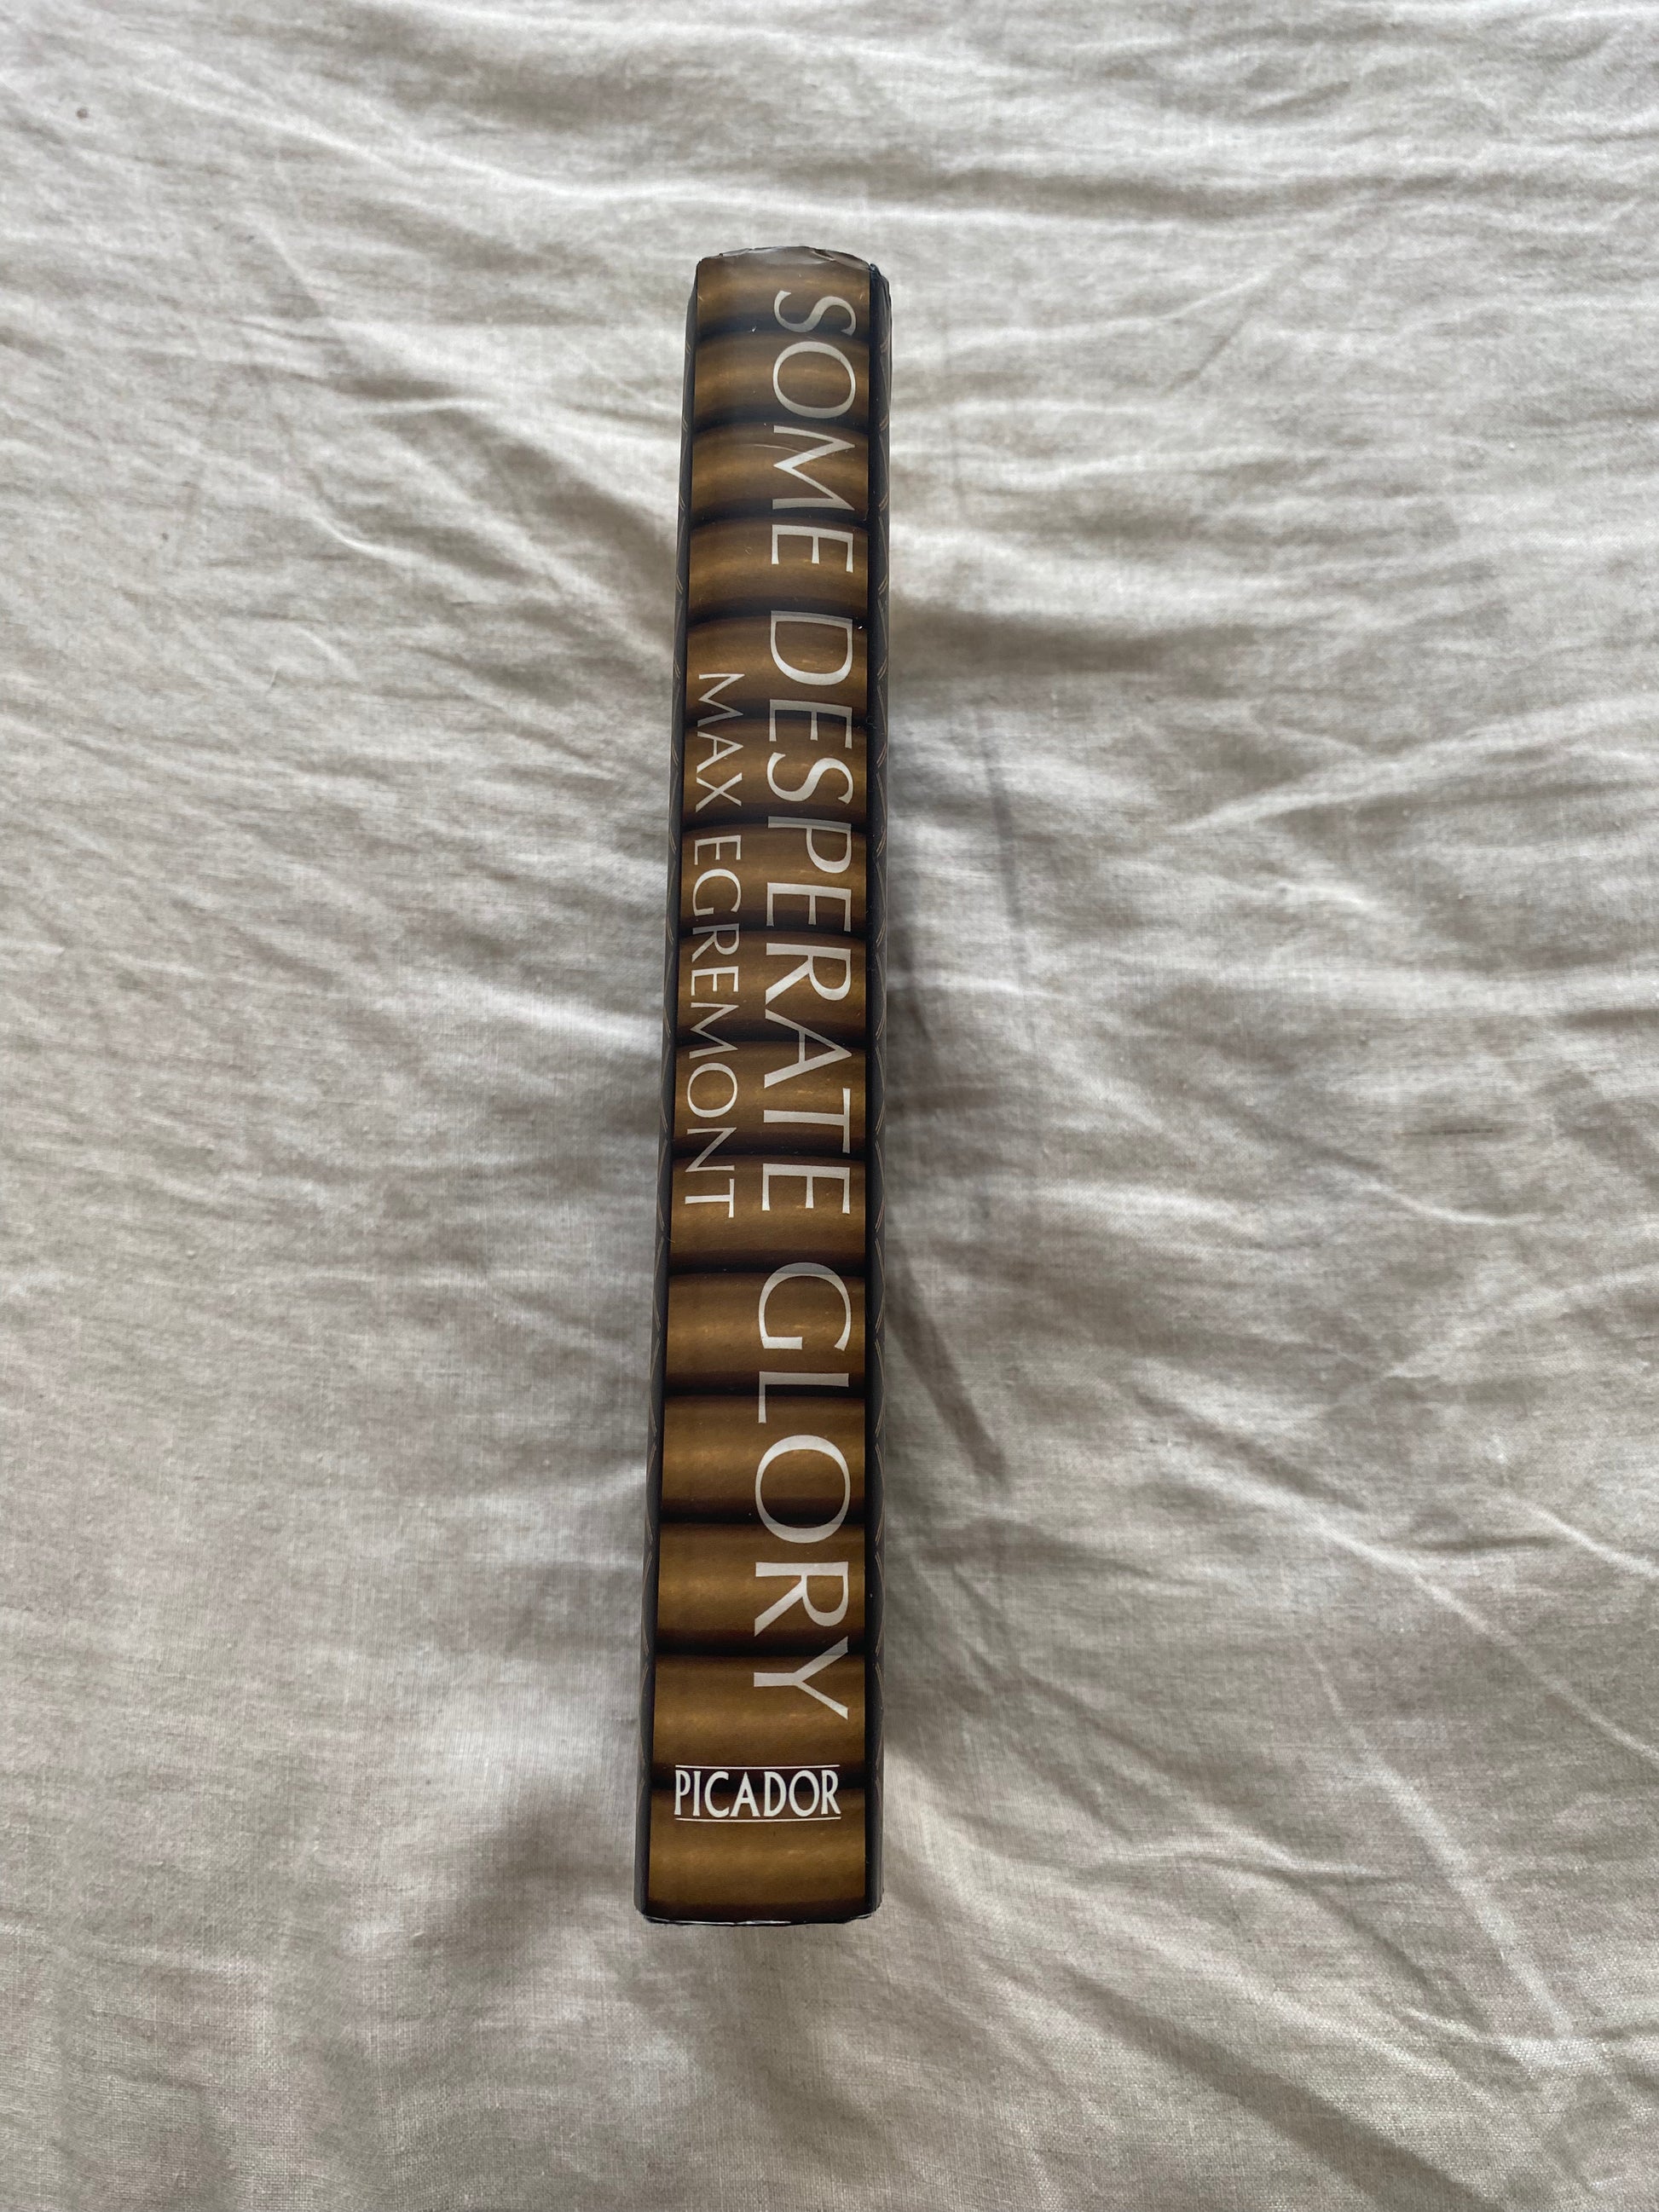 SOME DESPERATE GLORY
MAX EGREMONT
PICADOR